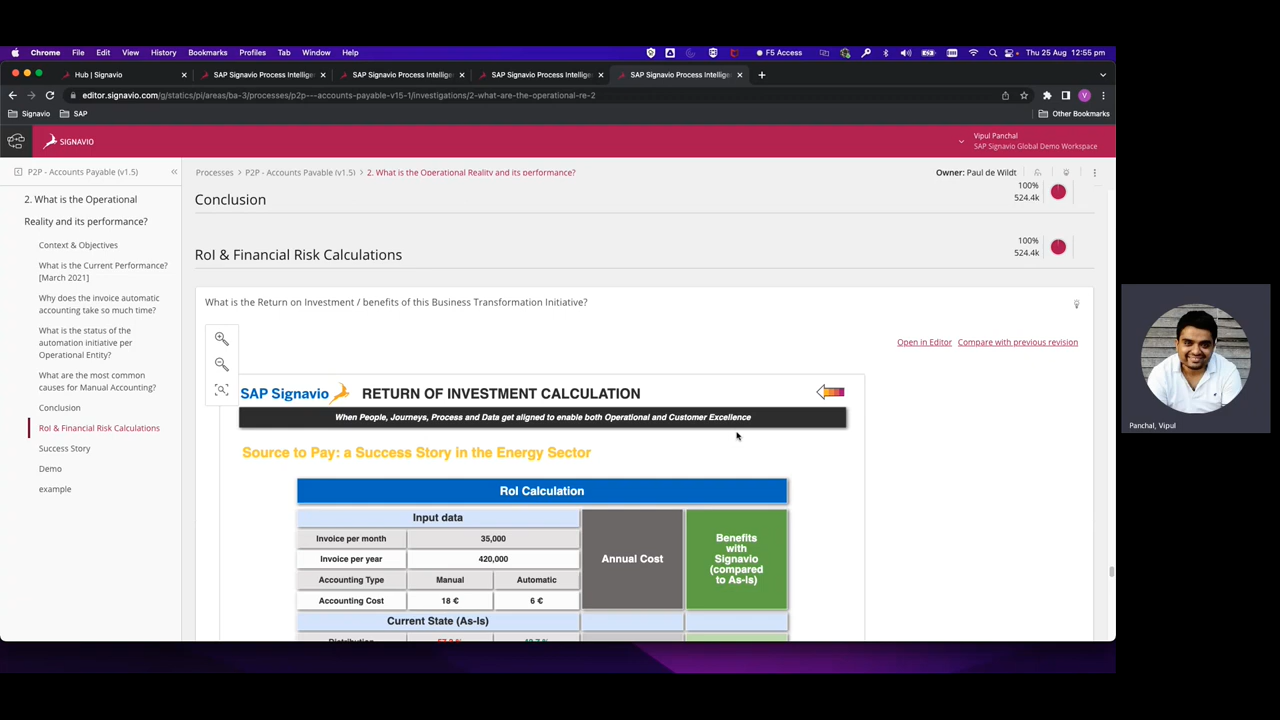 Chrome File Edit View History Bookmarks Profiles Tab Window Help
F5 Access
Thu 25 Aug 12:55 pm
Hub | Signavio
SAP Signavio Process Intellige
SAP Signavio Process Intellige
SAP Signavio Process Intellige
SAP Signavio Process Intellige
editor.signavio.com/g/statics/pi/areas/ba-3/processes/p2p---accounts-payable-v15-1/investigations/2-what-are-the-operational-re-2
Signavio SAP
Other Bookmarks
SIGNAVIO
Vipul Panchal
SAP Signavio Global Demo Workspace
P2P - Accounts Payable (v1.5)
Processes > P2P - Accounts Payable (v1.5) > 2. What is the Operational Reality and its performance?
Owner: Paul de Wildt
2. What is the Operational
Reality and its performance?
Context & Objectives
What is the Current Performance?
[March 2021]
Why does the invoice automatic
accounting take so much time?
What is the status of the
automation initiative per
Operational Entity?
What are the most common
causes for Manual Accounting?
Conclusion
RoI & Financial Risk Calculations
Success Story
Demo
example
Conclusion
100%
524.4k
RoI & Financial Risk Calculations
100%
524.4k
What is the Return on Investment / benefits of this Business Transformation Initiative?
Open in Editor Compare with previous revision
SAP Signavio RETURN OF INVESTMENT CALCULATION
When People, Journeys, Process and Data get aligned to enable both Operational and Customer Excellence
Source to Pay: a Success Story in the Energy Sector
RoI Calculation
Input data
Invoice per month 35,000
Invoice per year 420,000
Accounting Type Manual Automatic
Accounting Cost 18 € 6 €
Annual Cost
Benefits
with
Signavio
(compared
to As-Is)
Current State (As-Is)
Panchal, Vipul